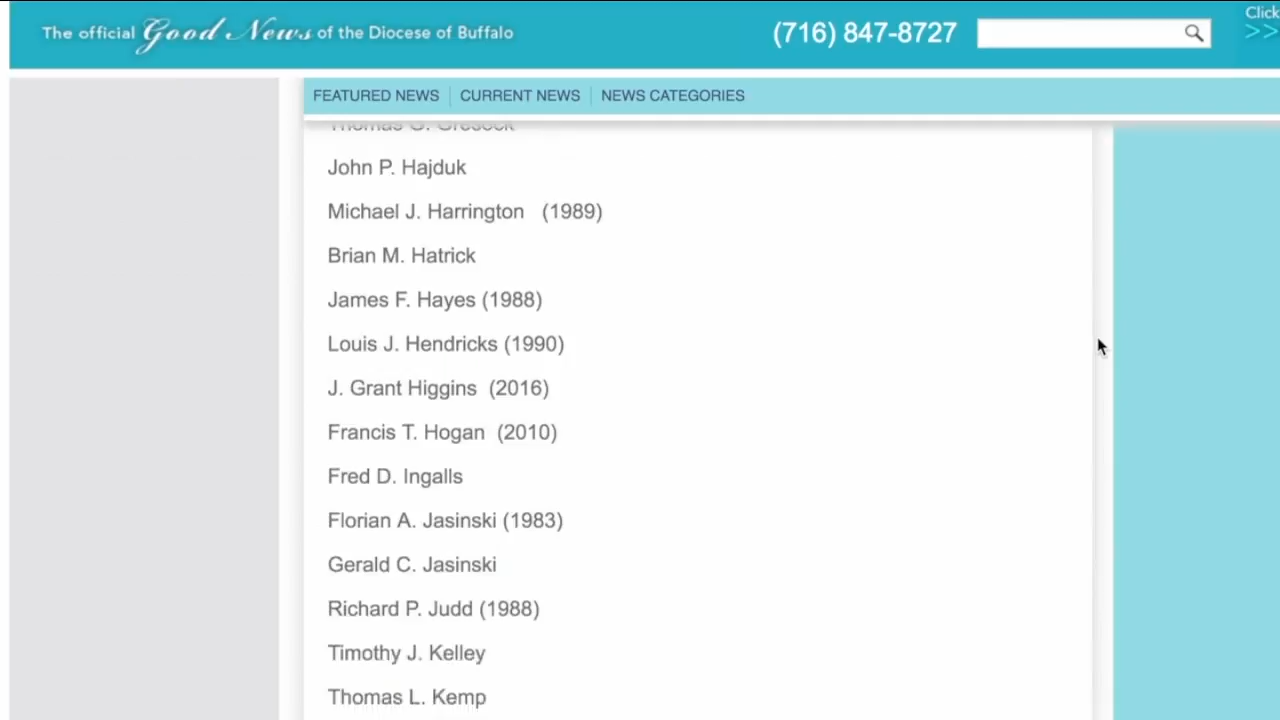 The official Good News of the Diocese of Buffalo
(716) 847-8727
Click
>>
FEATURED NEWS
CURRENT NEWS
NEWS CATEGORIES
John P. Hajduk
Michael J. Harrington (1989)
Brian M. Hatrick
James F. Hayes (1988)
Louis J. Hendricks (1990)
J. Grant Higgins (2016)
Francis T. Hogan (2010)
Fred D. Ingalls
Florian A. Jasinski (1983)
Gerald C. Jasinski
Richard P. Judd (1988)
Timothy J. Kelley
Thomas L. Kemp